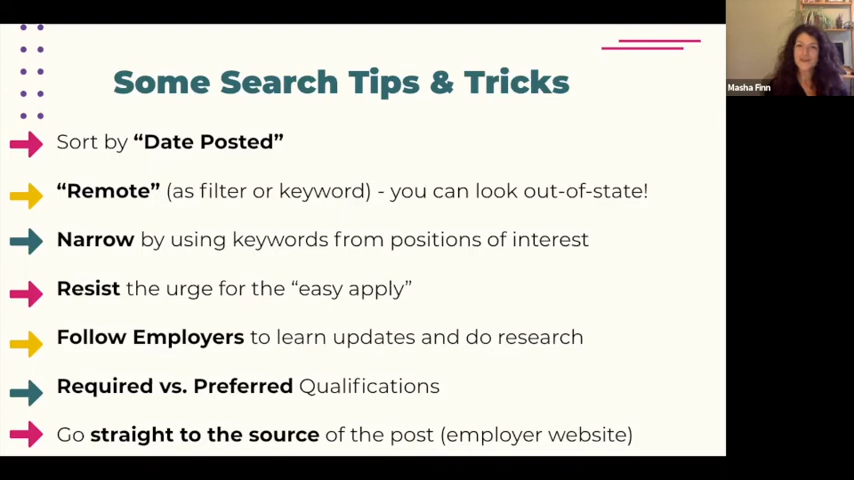 Some Search Tips & Tricks
Masha Finn
Sort by “Date Posted”
“Remote” (as filter or keyword) - you can look out-of-state!
Narrow by using keywords from positions of interest
Resist the urge for the “easy apply”
Follow Employers to learn updates and do research
Required vs. Preferred Qualifications
Go straight to the source of the post (employer website)